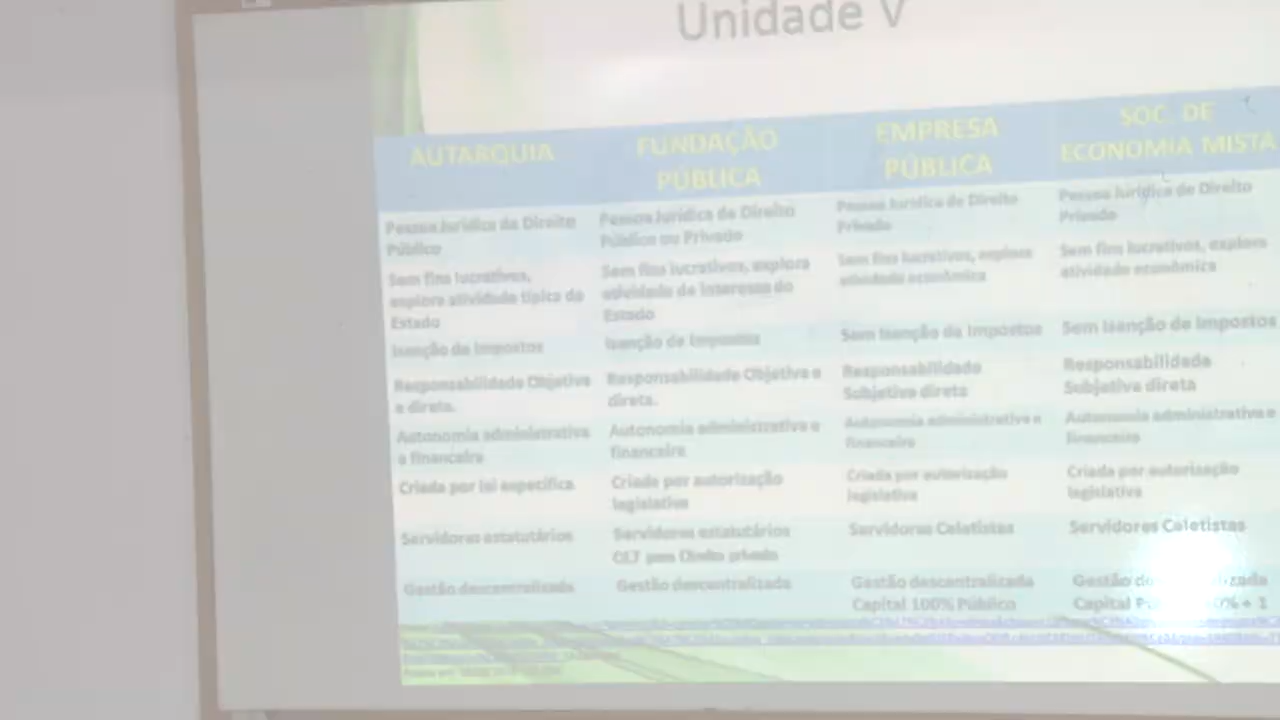 Unidade V
AUTARQUIA
FUNDAÇÃO
PÚBLICA
EMPRESA
PÚBLICA
SOC. DE
ECONOMIA MISTA
Pessoa Jurídica da Direito
Público
Pessoa Jurídica da Direito
Público ou Privado
Pessoa Jurídica de Direito
Privado
Pessoa Jurídica de Direito
Privado
Sem fins lucrativos,
explora atividade típica da
Estado
Sem fins lucrativos, explora
atividade de interesse do
Estado
Sem fins lucrativos, explora
atividade econômica
Sem fins lucrativos, explora
atividade econômica
Isenção de Impostos
Isenção de Impostos
Sem Isenção de Impostos
Sem Isenção de Impostos
Responsabilidade Objetiva
e direta.
Responsabilidade Objetiva e
direta.
Responsabilidade
Subjetiva direta
Responsabilidade
Subjetiva direta
Autonomia administrativa
e financeira
Autonomia administrativa e
financeira
Autonomia administrativa e
financeira
Autonomia administrativa e
financeira
Criada por lei específica
Criada por autorização
legislativa
Criada por autorização
legislativa
Criada por autorização
legislativa
Servidores estatutários
Servidores estatutários
CLT para Direito privado
Servidores Celetistas
Servidores Celetistas
Gestão descentralizada
Gestão descentralizada
Gestão descentralizada
Capital 100% Público
Gestão
Capital % + 1